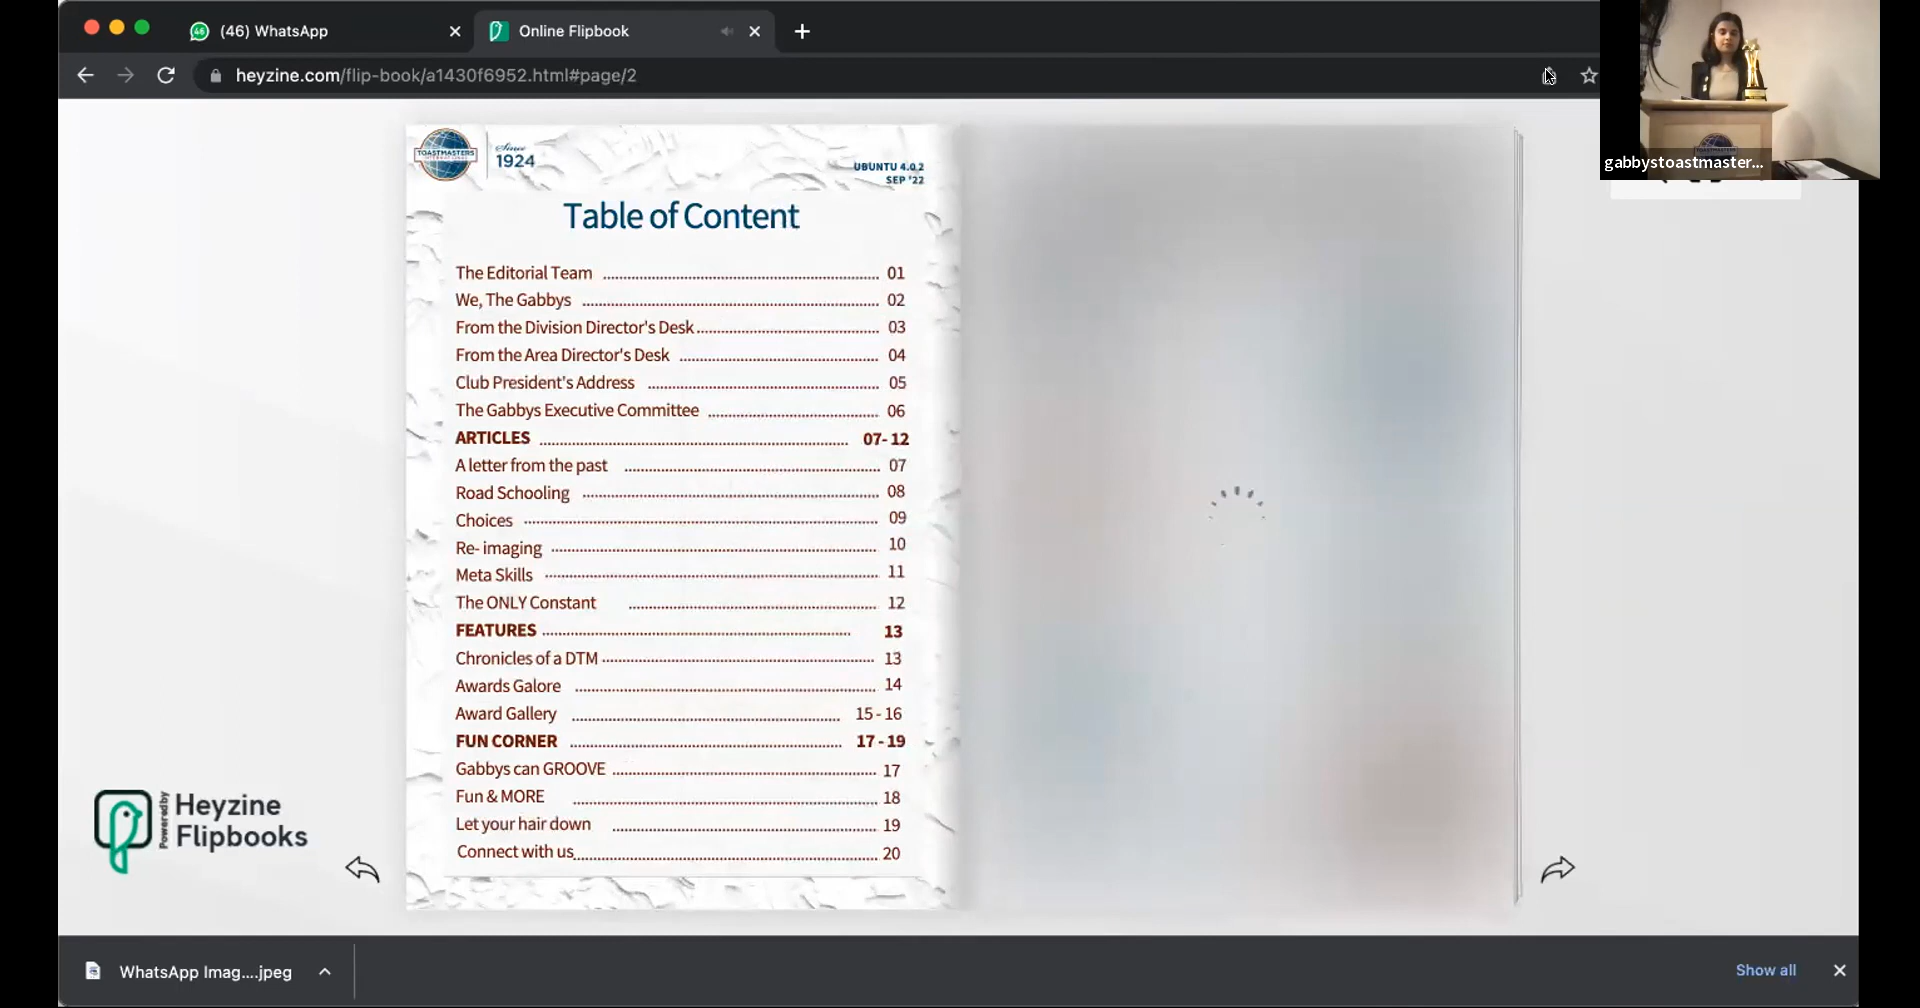 (46) WhatsApp
Online Flipbook
heyzine.com/flip-book/a1430f6952.html#page/2
gabbystoastmaster...
TOASTMASTERS
INTERNATIONAL
Since
1924
UBUNTU 4.0.2
SEP '22
Table of Content
The Editorial Team 01
We, The Gabbys 02
From the Division Director's Desk 03
From the Area Director's Desk 04
Club President's Address 05
The Gabbys Executive Committee 06
ARTICLES 07- 12
A letter from the past 07
Road Schooling 08
Choices 09
Re- imaging 10
Meta Skills 11
The ONLY Constant 12
FEATURES 13
Chronicles of a DTM 13
Awards Galore 14
Award Gallery 15 - 16
FUN CORNER 17 - 19
Gabbys can GROOVE 17
Fun & MORE 18
Let your hair down 19
Connect with us 20
Powered by
Heyzine
Flipbooks
WhatsApp Imag....jpeg
Show all